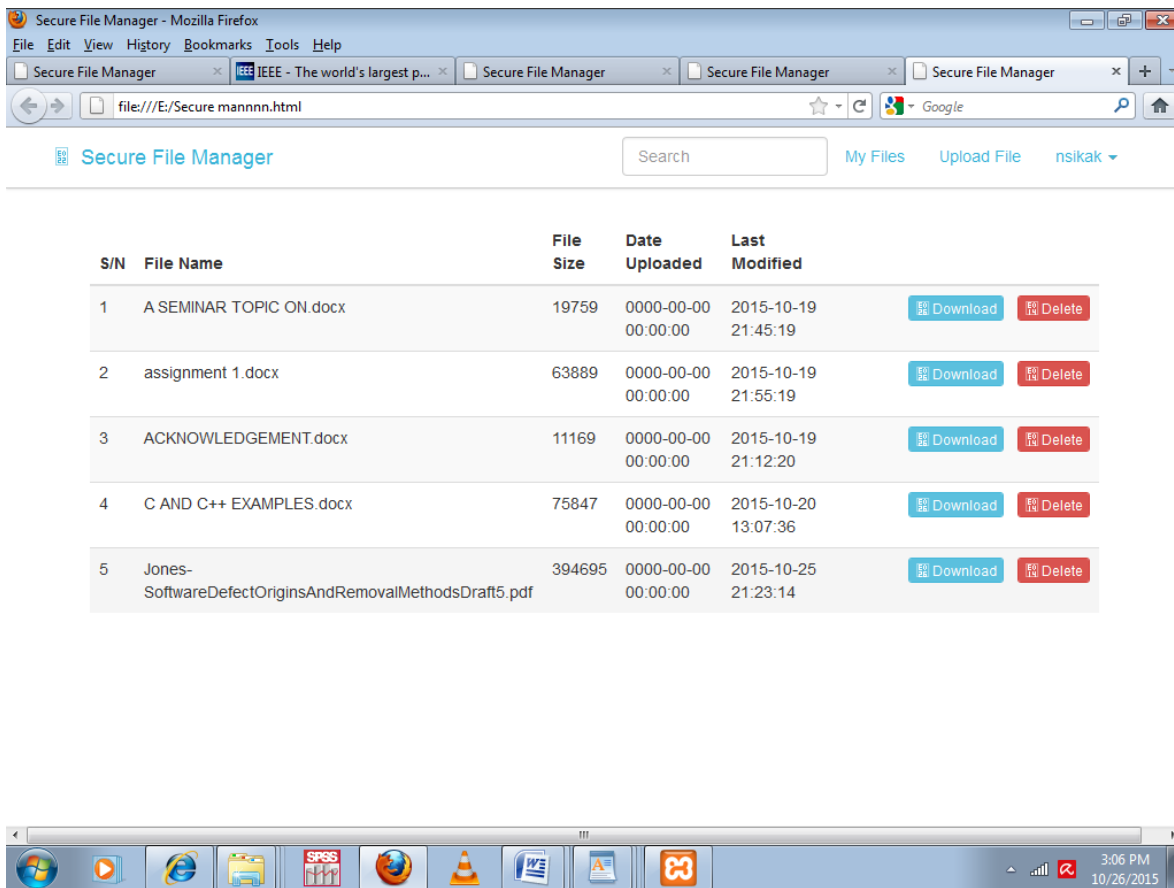 Secure File Manager - Mozilla Firefox
File Edit View History Bookmarks Tools Help
Secure File Manager IEEE IEEE - The world's largest p... Secure File Manager Secure File Manager Secure File Manager
file:///E:/Secure mannnn.html Google
Secure File Manager Search My Files Upload File nsikak
File Date Last
S/N File Name Size Uploaded Modified
1 A SEMINAR TOPIC ON.docx 19759 0000-00-00 2015-10-19 Download Delete
00:00:00 21:45:19
2 assignment 1.docx 63889 0000-00-00 2015-10-19 Download Delete
00:00:00 21:55:19
3 ACKNOWLEDGEMENT.docx 11169 0000-00-00 2015-10-19 Download Delete
00:00:00 21:12:20
4 C AND C++ EXAMPLES.docx 75847 0000-00-00 2015-10-20 Download Delete
00:00:00 13:07:36
5 Jones- 394695 0000-00-00 2015-10-25 Download Delete
SoftwareDefectOriginsAndRemovalMethodsDraft5.pdf 00:00:00 21:23:14
SPSS
3:06 PM
10/26/2015